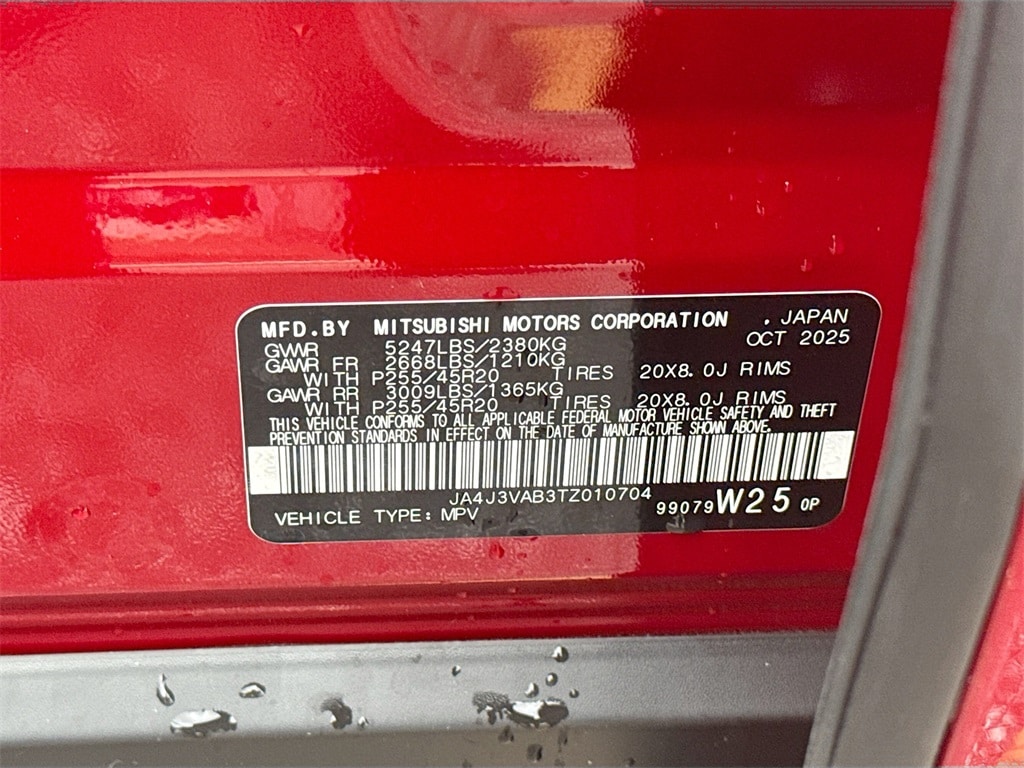 MFD.BY MITSUBISHI MOTORS CORPORATION , JAPAN
OCT 2025
GVWR 5247LBS/2380KG
GAWR FR 2668LBS/1210KG
WITH P255/45R20 TIRES 20X8.0J RIMS
GAWR RR 3009LBS/1365KG
WITH P255/45R20 TIRES 20X8.0J RIMS
THIS VEHICLE CONFORMS TO ALL APPLICABLE FEDERAL MOTOR VEHICLE SAFETY AND THEFT
PREVENTION STANDARDS IN EFFECT ON THE DATE OF MANUFACTURE SHOWN ABOVE.
JA4J3VAB3TZ010704
VEHICLE TYPE: MPV 99079 W25 0P